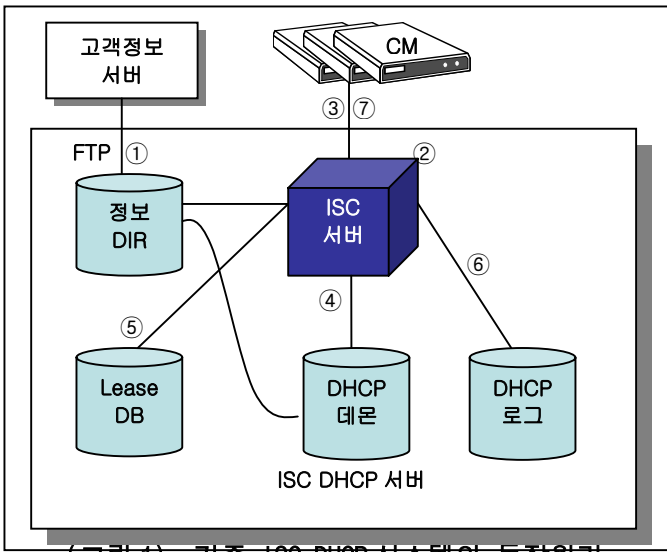 고객정보
서버
CM
③ ⑦
FTP ①
②
정보
DIR
ISC
서버
④
⑤
⑥
Lease
DB
DHCP
데몬
DHCP
로그
ISC DHCP 서버